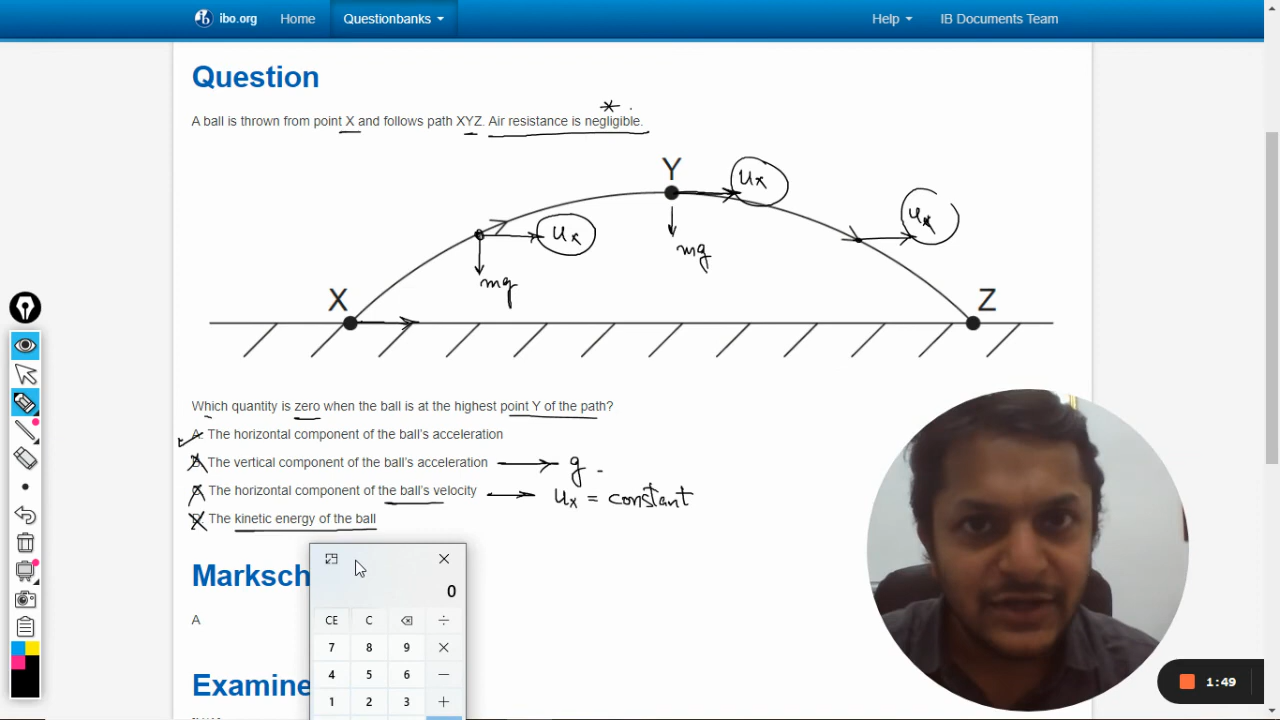 ibo.org Home Questionbanks Help IB Documents Team
Question
A ball is thrown from point X and follows path XYZ. Air resistance is negligible.
Y
ux
ux
ux
mg
mg
X
Z
Which quantity is zero when the ball is at the highest point Y of the path?
A. The horizontal component of the ball's acceleration
The vertical component of the ball's acceleration → g
The horizontal component of the ball's velocity → ux = constant
D. The kinetic energy of the ball
Marksch
A
0
CE C ⌫ ÷
7 8 9 ×
4 5 6 −
1 2 3 +
Examine
1:49